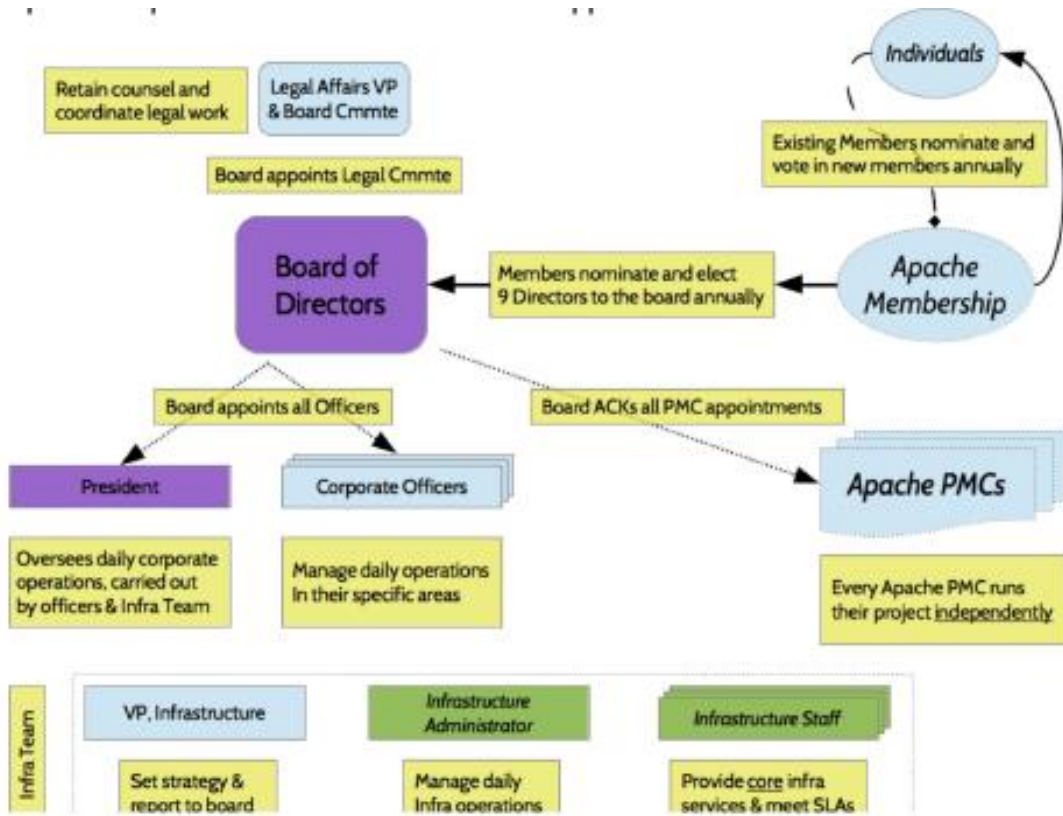 Individuals
Retain counsel and
coordinate legal work
Legal Affairs VP
& Board Cmmte
Existing Members nominate and
vote in new members annually
Board appoints Legal Cmmte
Board of
Directors
Members nominate and elect
9 Directors to the board annually
Apache
Membership
Board appoints all Officers
Board ACKs all PMC appointments
President
Corporate Officers
Apache PMCs
Oversees daily corporate
operations, carried out
by officers & Infra Team
Manage daily operations
In their specific areas
Every Apache PMC runs
their project independently
Infra Team
VP, Infrastructure
Infrastructure
Administrator
Infrastructure Staff
Set strategy &
report to board
Manage daily
Infra operations
Provide core infra
services & meet SLAs